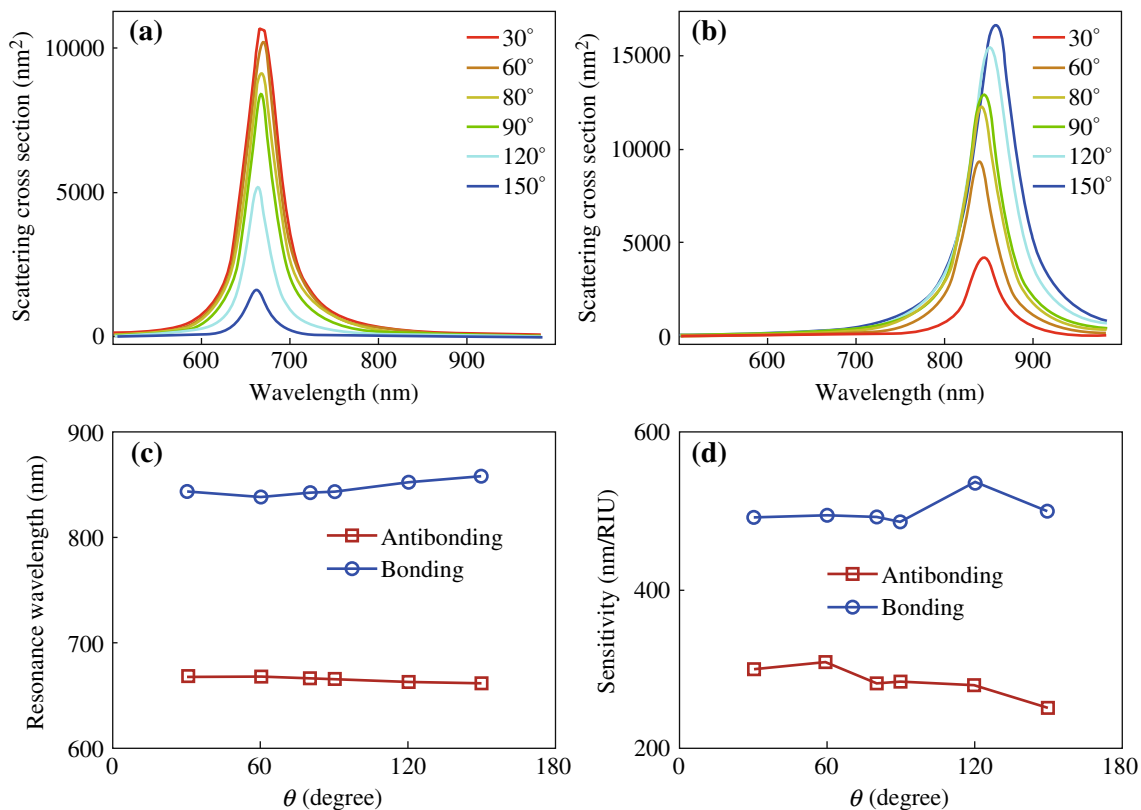 (a)
10000
5000
0
600
700
800
900
Scattering cross section (nm²)
Wavelength (nm)
30°
60°
80°
90°
120°
150°
(b)
15000
10000
5000
0
600
700
800
900
Scattering cross section (nm²)
Wavelength (nm)
30°
60°
80°
90°
120°
150°
(c)
900
800
700
600
0
60
120
180
Resonance wavelength (nm)
θ (degree)
Antibonding
Bonding
(d)
600
400
200
0
60
120
180
Sensitivity (nm/RIU)
θ (degree)
Antibonding
Bonding